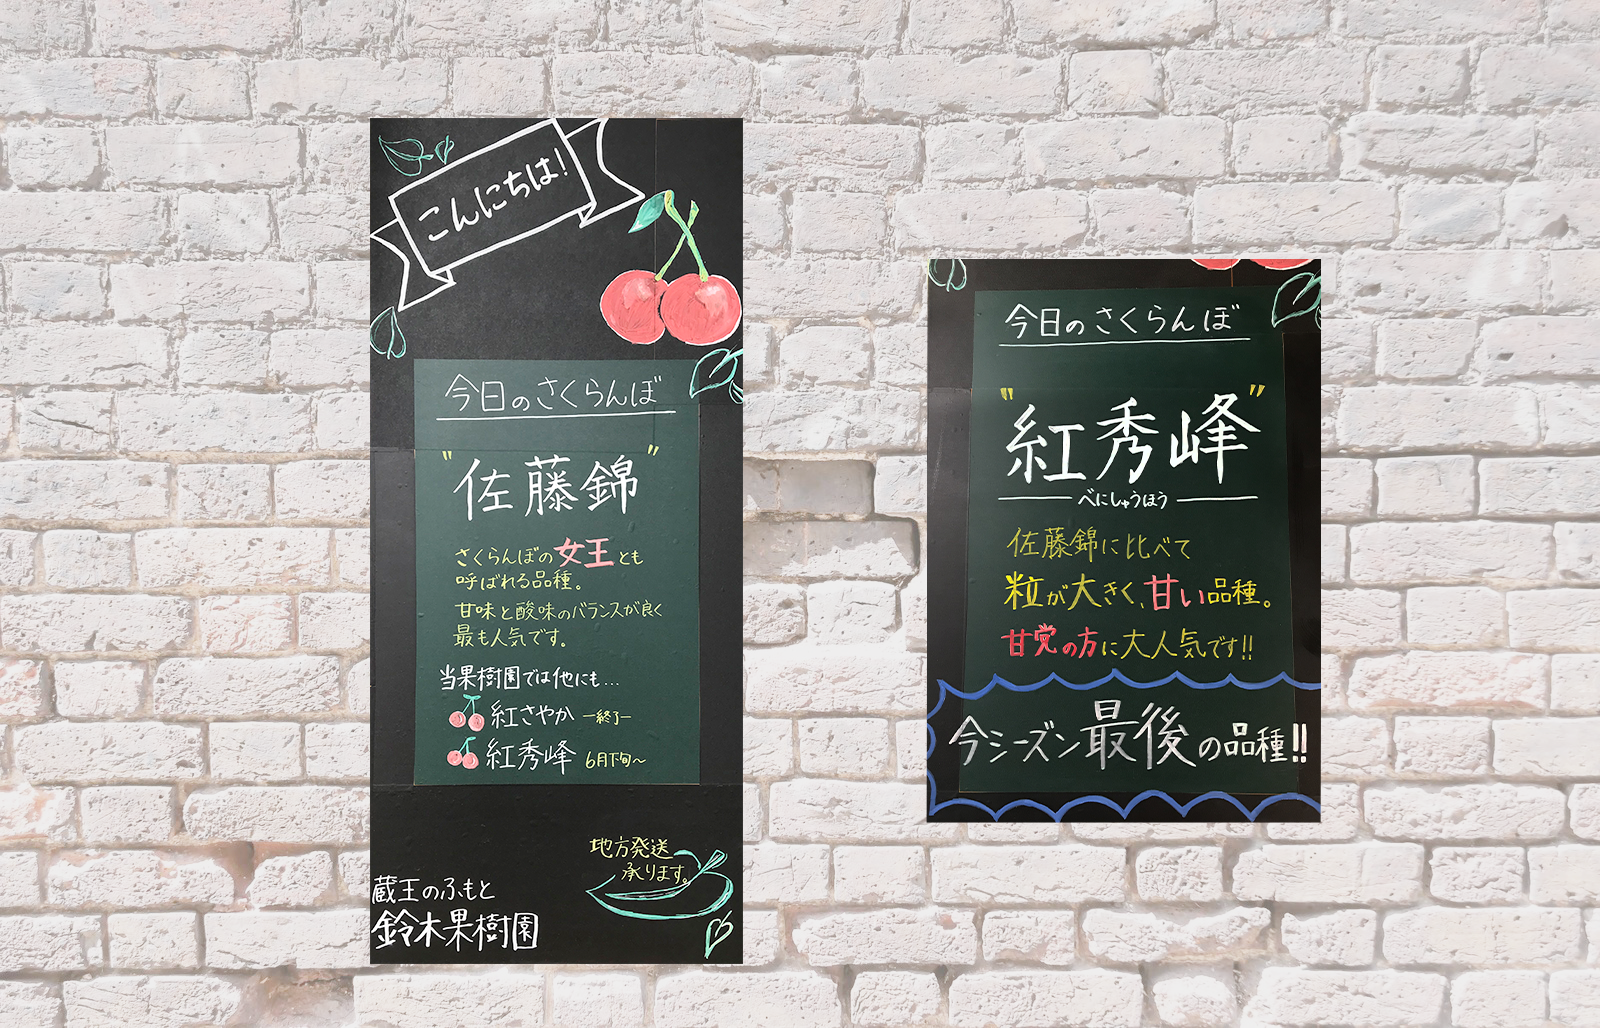 こんにちは!
今日のさくらんぼ
"佐藤錦"
さくらんぼの女王とも
呼ばれる品種。
甘味と酸味のバランスが良く
最も人気です。
当果樹園では他にも…
紅さやか ー終了ー
紅秀峰 6月下旬～
地方発送
承ります。
蔵王のふもと
鈴木果樹園
今日のさくらんぼ
"紅秀峰"
べにしゅうほう
佐藤錦に比べて
粒が大きく、甘い品種。
甘党の方に大人気です!!
今シーズン最後の品種!!